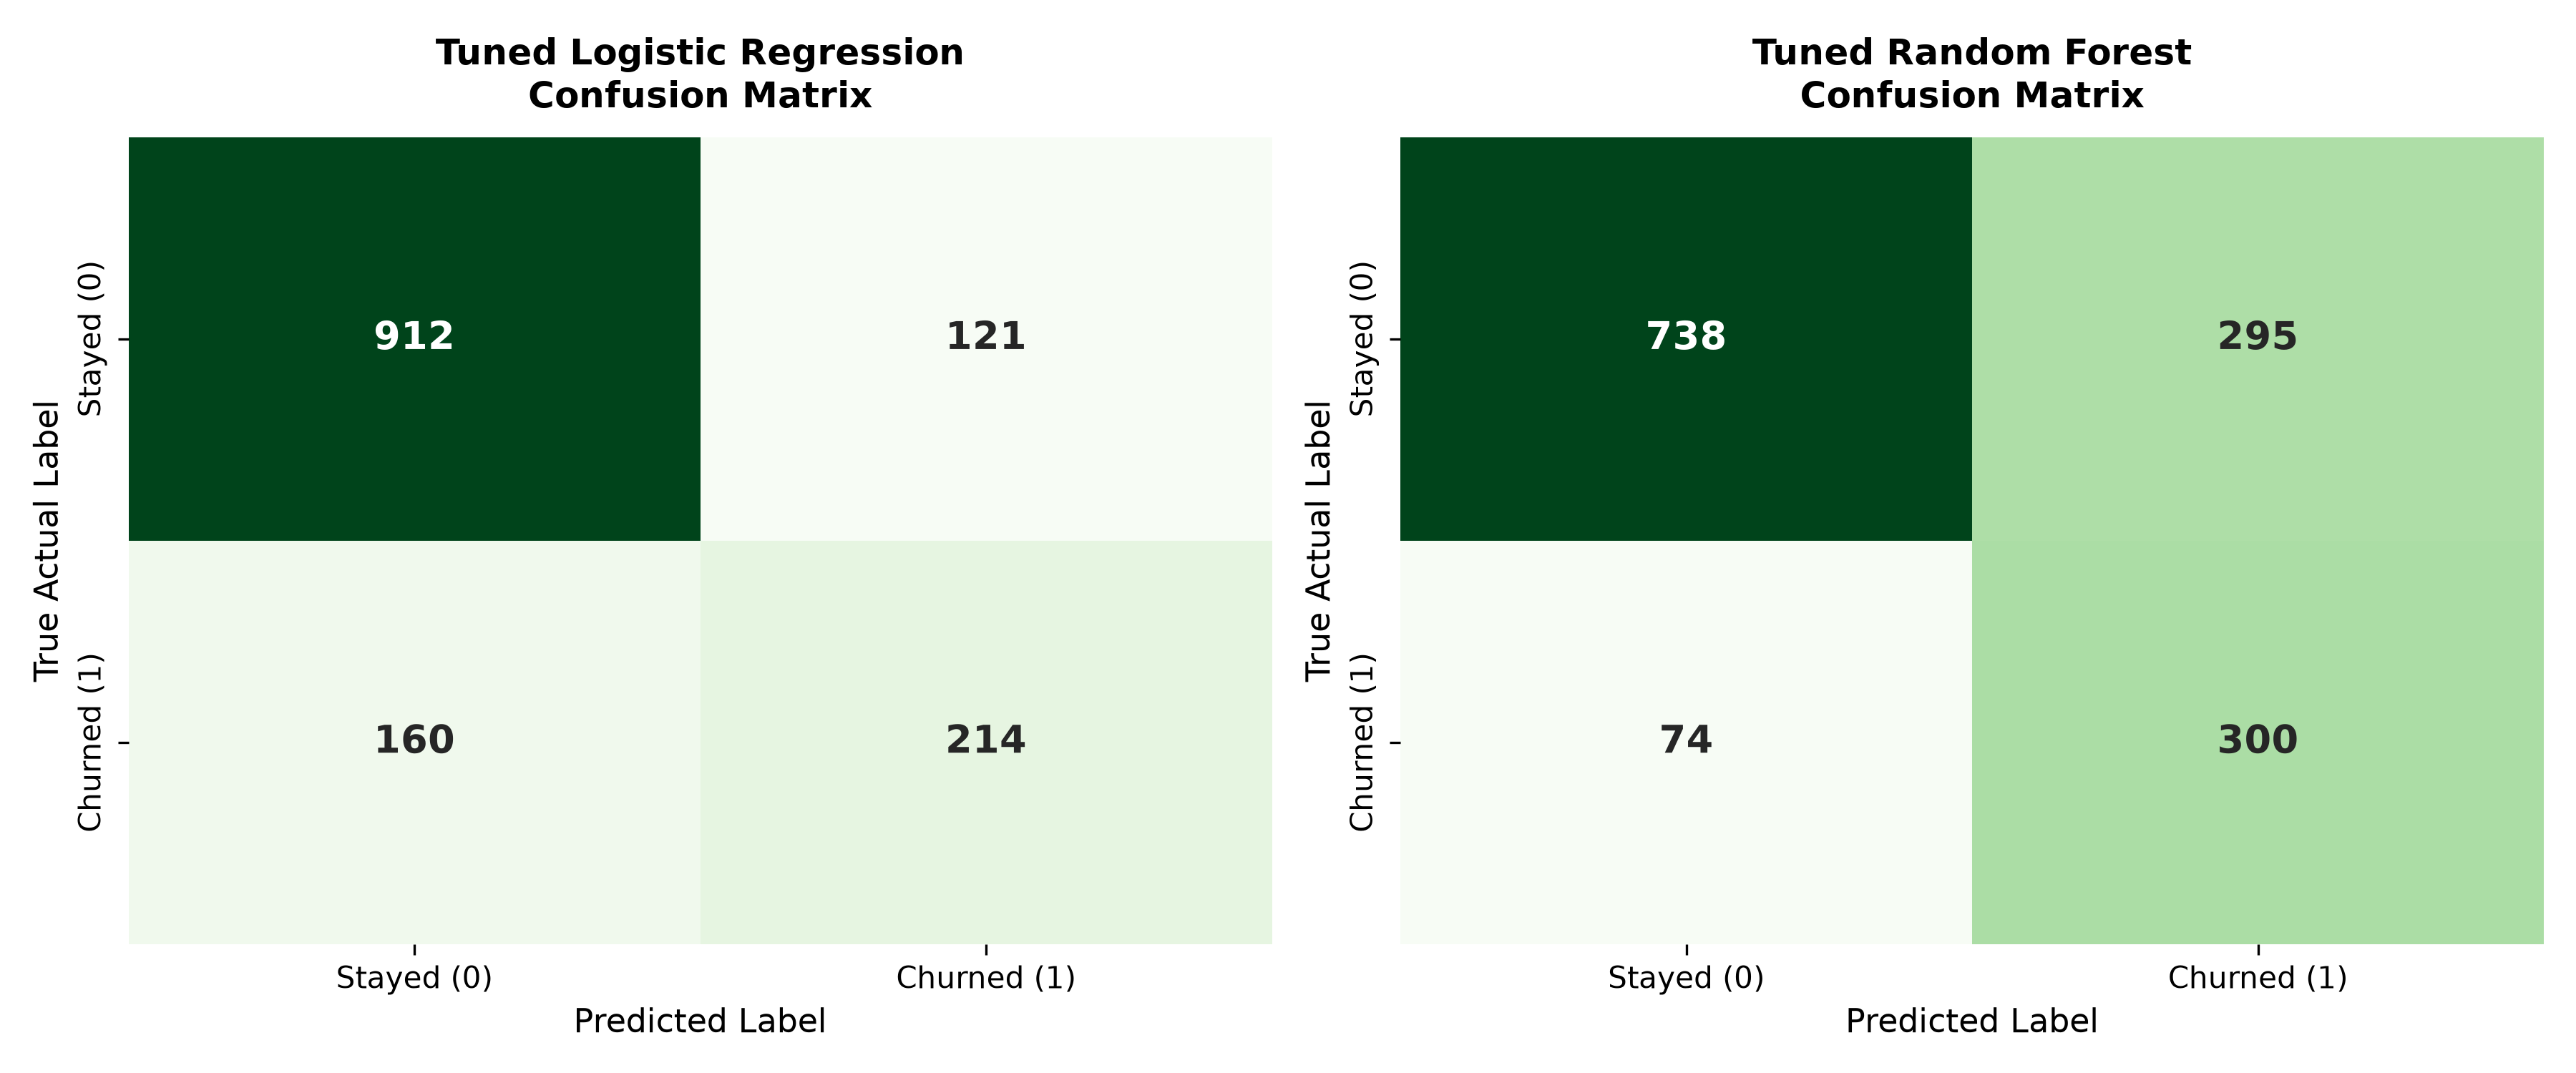 Tuned Logistic Regression
Confusion Matrix
True Actual Label
Stayed (0)
912
121
Churned (1)
160
214
Stayed (0)
Churned (1)
Predicted Label
Tuned Random Forest
Confusion Matrix
True Actual Label
Stayed (0)
738
295
Churned (1)
74
300
Stayed (0)
Churned (1)
Predicted Label